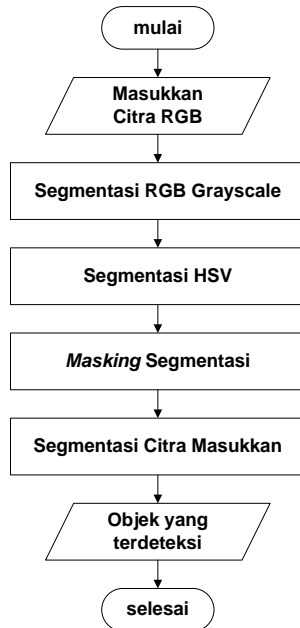 mulai
Masukkan
Citra RGB
Segmentasi RGB Grayscale
Segmentasi HSV
Masking Segmentasi
Segmentasi Citra Masukkan
Objek yang
terdeteksi
selesai